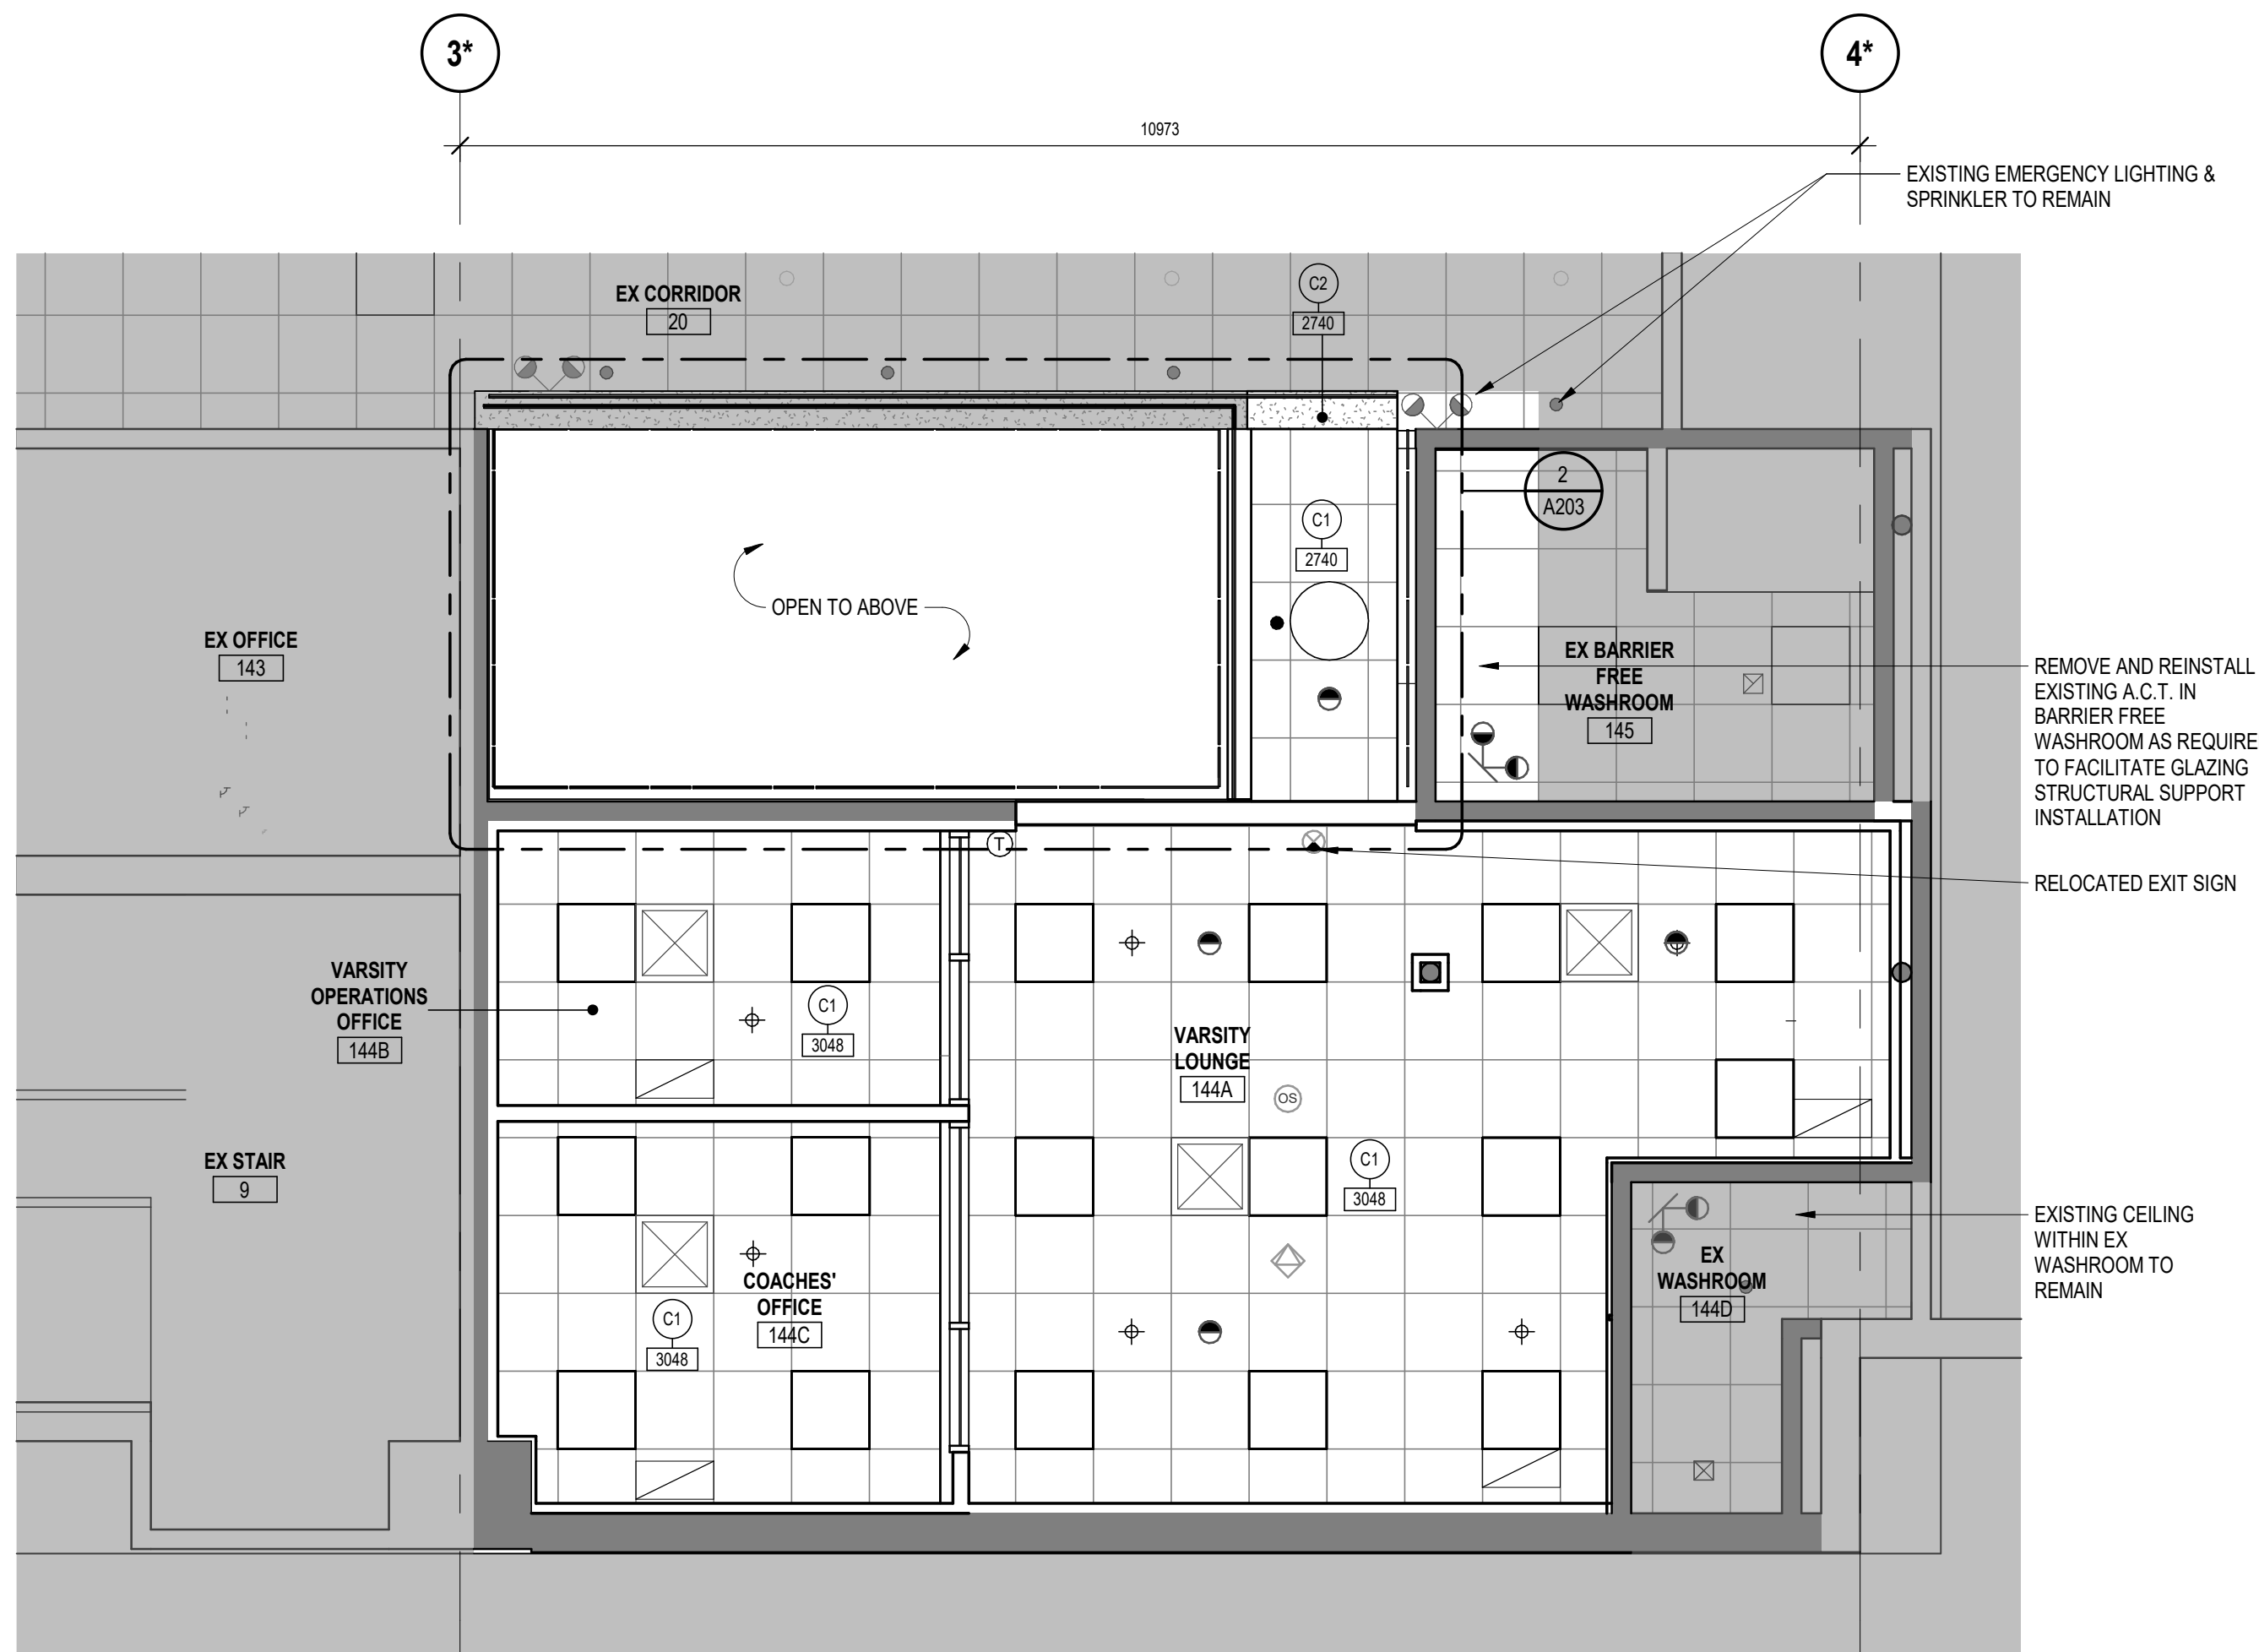 3*
4*
10973
EXISTING EMERGENCY LIGHTING &
SPRINKLER TO REMAIN
EX CORRIDOR
20
C2
2740
2
A203
C1
2740
OPEN TO ABOVE
EX OFFICE
143
EX BARRIER
FREE
WASHROOM
145
REMOVE AND REINSTALL
EXISTING A.C.T. IN
BARRIER FREE
WASHROOM AS REQUIRE
TO FACILITATE GLAZING
STRUCTURAL SUPPORT
INSTALLATION
T
RELOCATED EXIT SIGN
VARSITY
OPERATIONS
OFFICE
144B
C1
3048
VARSITY
LOUNGE
144A
OS
C1
3048
EX STAIR
9
COACHES'
OFFICE
144C
C1
3048
EX
WASHROOM
144D
EXISTING CEILING
WITHIN EX
WASHROOM TO
REMAIN